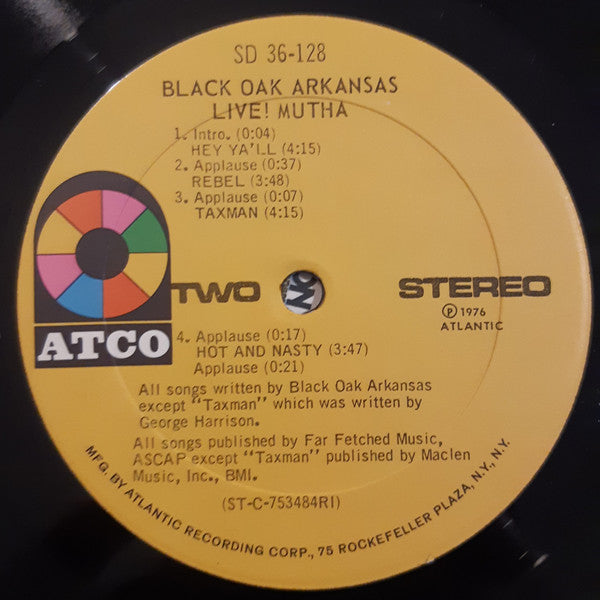 SD 36-128
BLACK OAK ARKANSAS
LIVE! MUTHA
1. Intro. (0:04)
HEY YA'LL (4:15)
2. Applause (0:37)
REBEL (3:48)
3. Applause (0:07)
TAXMAN (4:15)
ATCO
TWO
STEREO
Ⓟ 1976
ATLANTIC
4. Applause (0:17)
HOT AND NASTY (3:47)
Applause (0:21)
All songs written by Black Oak Arkansas
except "Taxman" which was written by
George Harrison.
All songs published by Far Fetched Music,
ASCAP except "Taxman" published by Maclen
Music, Inc., BMI.
(ST-C-753484RI)
MFG. BY ATLANTIC RECORDING CORP., 75 ROCKEFELLER PLAZA, N.Y., N.Y.